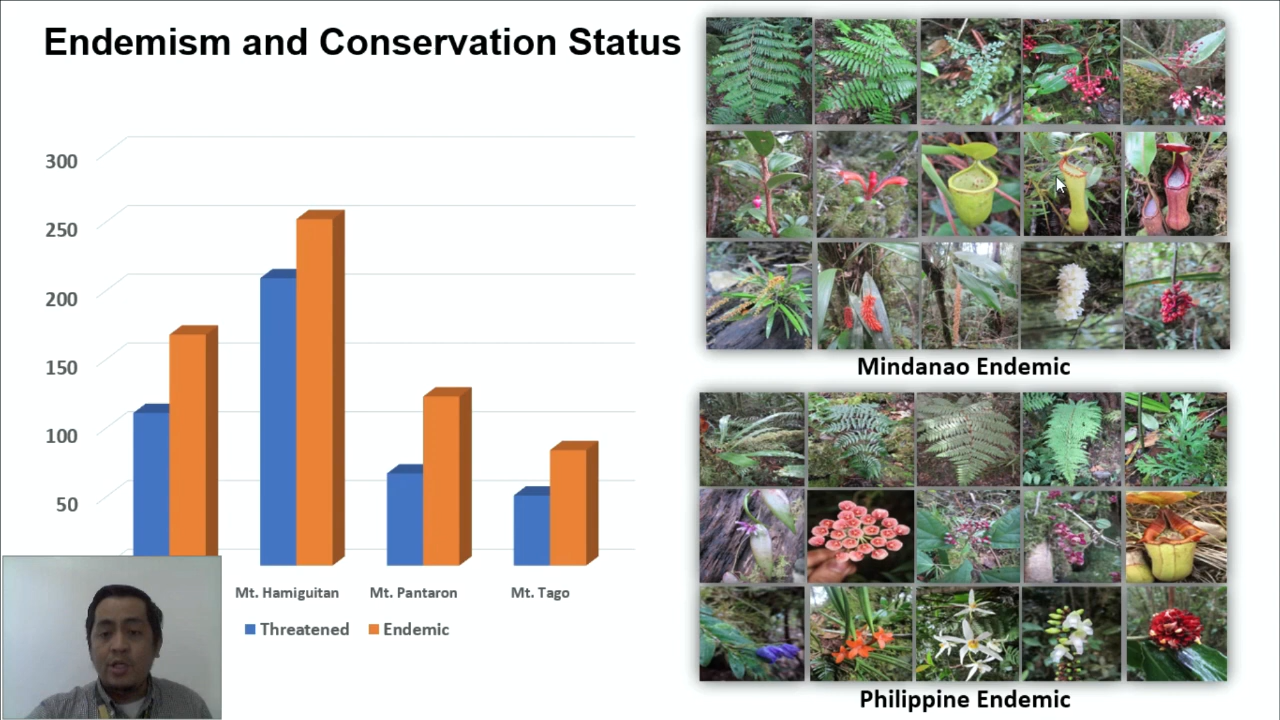 Endemism and Conservation Status
300
250
200
150
100
50
Mt. Hamiguitan Mt. Pantaron Mt. Tago
Threatened Endemic
Mindanao Endemic
Philippine Endemic